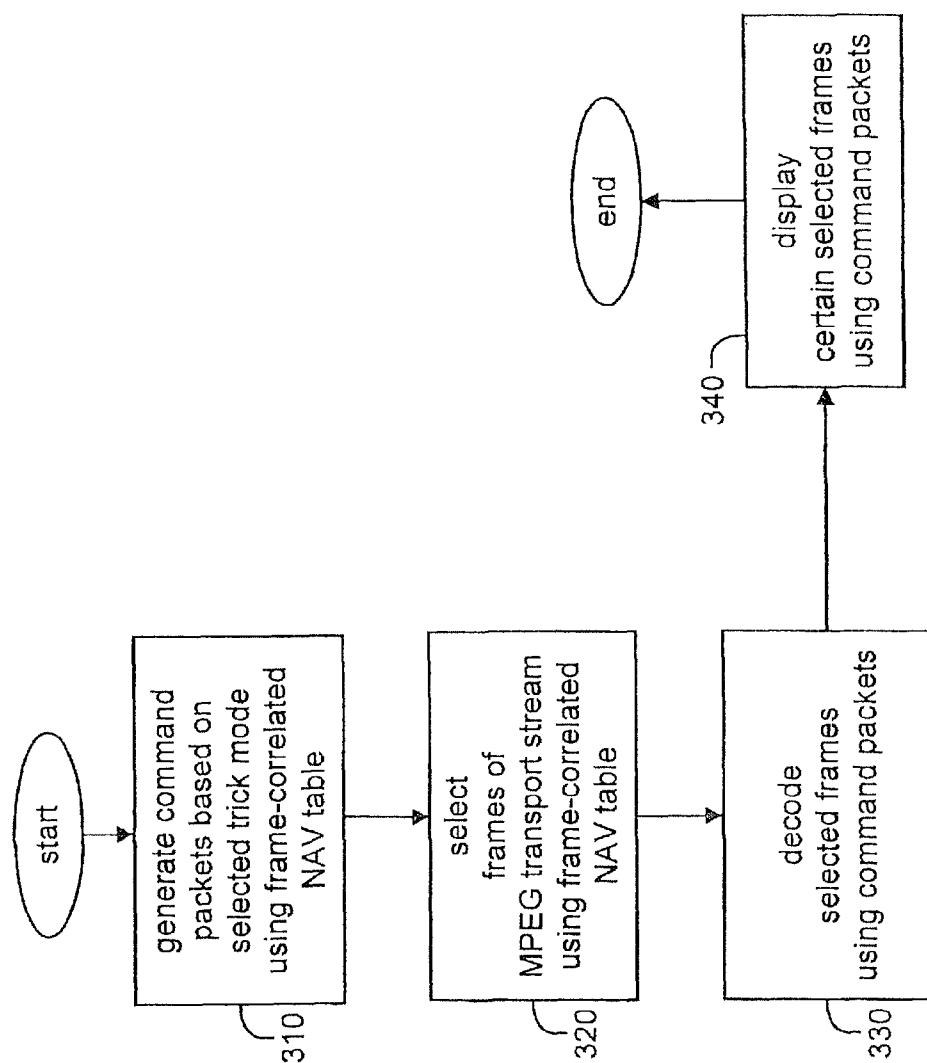 start
generate command
packets based on
selected trick mode
using frame-correlated
NAV table
310
select
frames of
MPEG transport stream
using frame-correlated
NAV table
320
decode
selected frames
using command packets
330
display
certain selected frames
using command packets
340
end